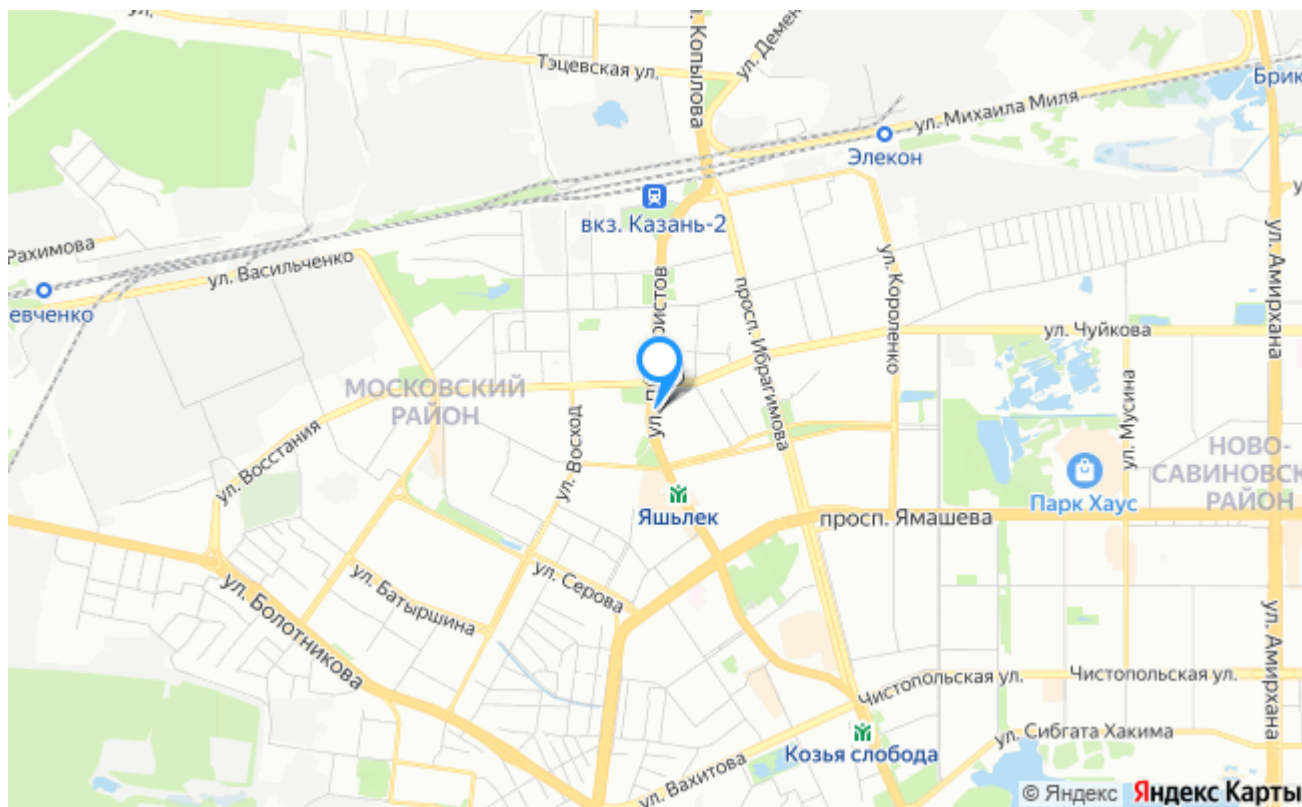 ул.
Тэцевская ул.
ул. Демен
л. Копылова
Брик
ул. Михаила Миля
Элекон
вкз. Казань-2
Рахимова
ул. Васильченко
евченко
ристов
просп. Ибрагимова
ул. Короленко
ул. Амирхана
ул. Чуйкова
МОСКОВСКИЙ
РАЙОН
ул.
ул. Восход
ул. Восстания
ул. Мусина
НОВО-
САВИНОВСК
РАЙОН
Парк Хаус
Яшьлек
просп. Ямашева
ул. Серова
ул. Батыршина
ул. Болотникова
ул. Амирхана
Чистопольская ул.
Чистопольская ул.
ул. Сибгата Хакима
Козья слобода
ул. Вахитова
© Яндекс Яндекс Карты